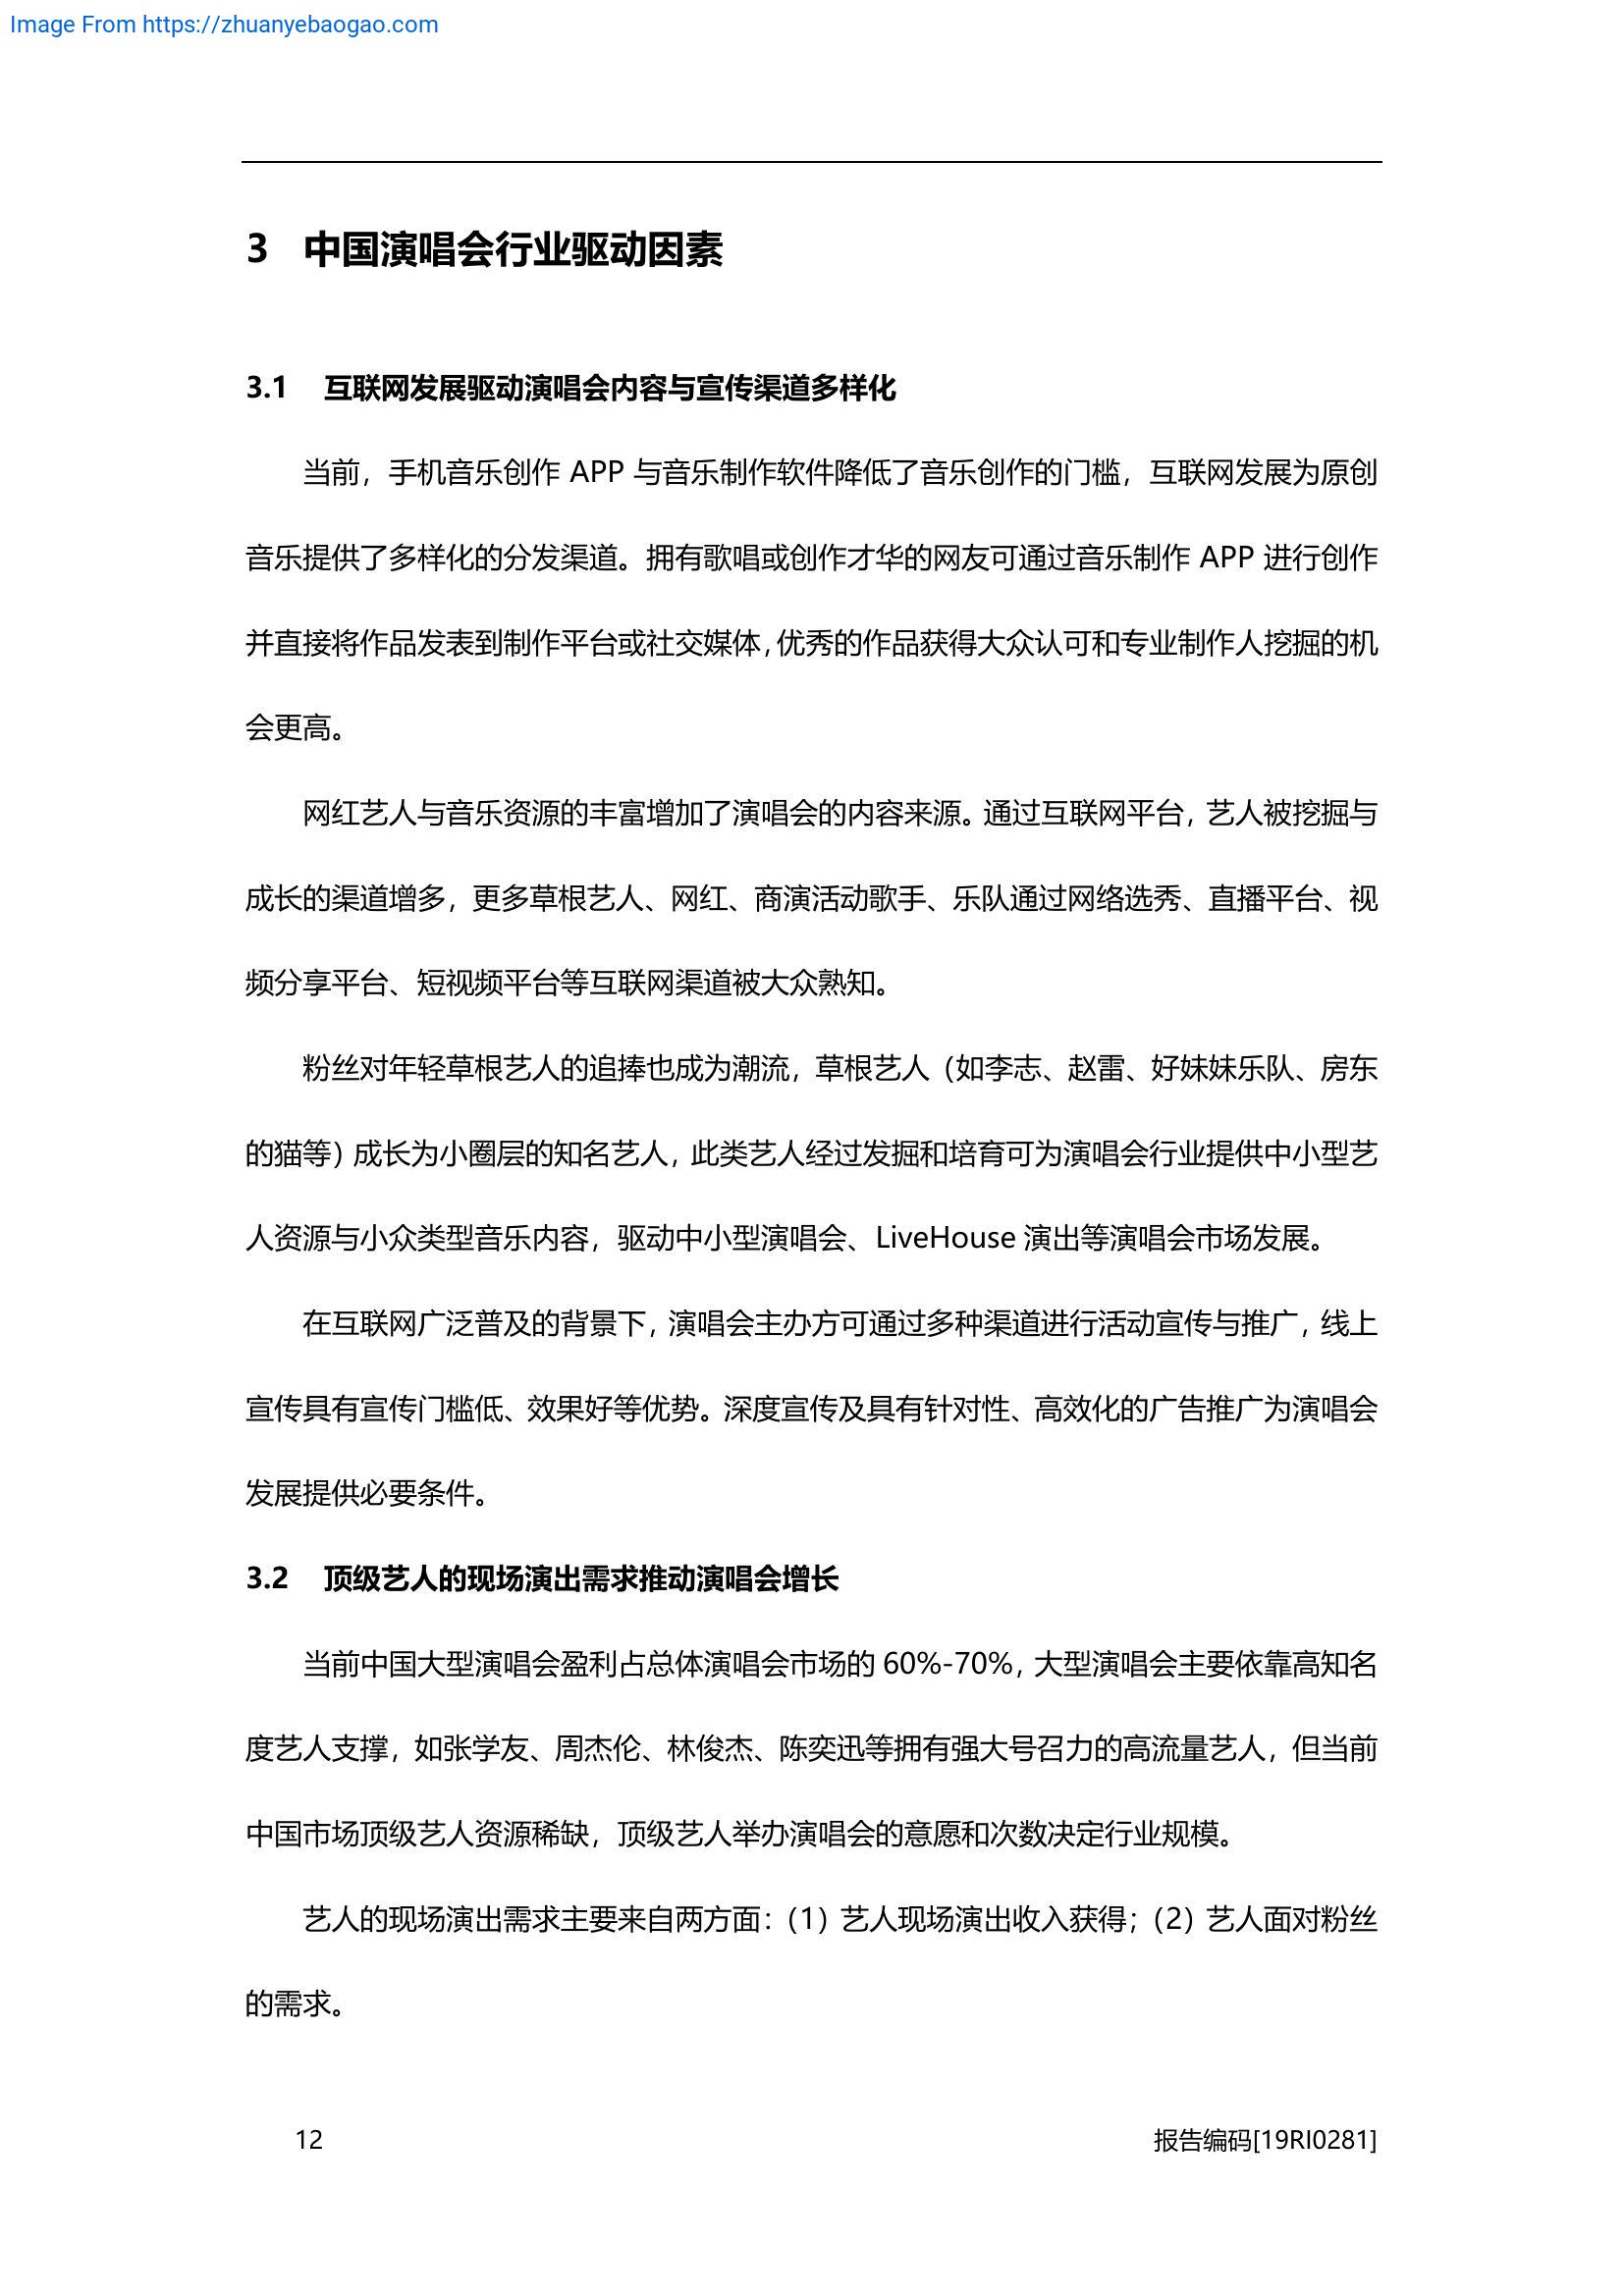 Image From https://zhuanyebaogao.com
3 中国演唱会行业驱动因素
3.1 互联网发展驱动演唱会内容与宣传渠道多样化
当前，手机音乐创作 APP 与音乐制作软件降低了音乐创作的门槛，互联网发展为原创
音乐提供了多样化的分发渠道。拥有歌唱或创作才华的网友可通过音乐制作 APP 进行创作
并直接将作品发表到制作平台或社交媒体，优秀的作品获得大众认可和专业制作人挖掘的机
会更高。
网红艺人与音乐资源的丰富增加了演唱会的内容来源。通过互联网平台，艺人被挖掘与
成长的渠道增多，更多草根艺人、网红、商演活动歌手、乐队通过网络选秀、直播平台、视
频分享平台、短视频平台等互联网渠道被大众熟知。
粉丝对年轻草根艺人的追捧也成为潮流，草根艺人（如李志、赵雷、好妹妹乐队、房东
的猫等）成长为小圈层的知名艺人，此类艺人经过发掘和培育可为演唱会行业提供中小型艺
人资源与小众类型音乐内容，驱动中小型演唱会、LiveHouse 演出等演唱会市场发展。
在互联网广泛普及的背景下，演唱会主办方可通过多种渠道进行活动宣传与推广，线上
宣传具有宣传门槛低、效果好等优势。深度宣传及具有针对性、高效化的广告推广为演唱会
发展提供必要条件。
3.2 顶级艺人的现场演出需求推动演唱会增长
当前中国大型演唱会盈利占总体演唱会市场的 60%-70%，大型演唱会主要依靠高知名
度艺人支撑，如张学友、周杰伦、林俊杰、陈奕迅等拥有强大号召力的高流量艺人，但当前
中国市场顶级艺人资源稀缺，顶级艺人举办演唱会的意愿和次数决定行业规模。
艺人的现场演出需求主要来自两方面：（1）艺人现场演出收入获得；（2）艺人面对粉丝
的需求。
12 报告编码[19RI0281]